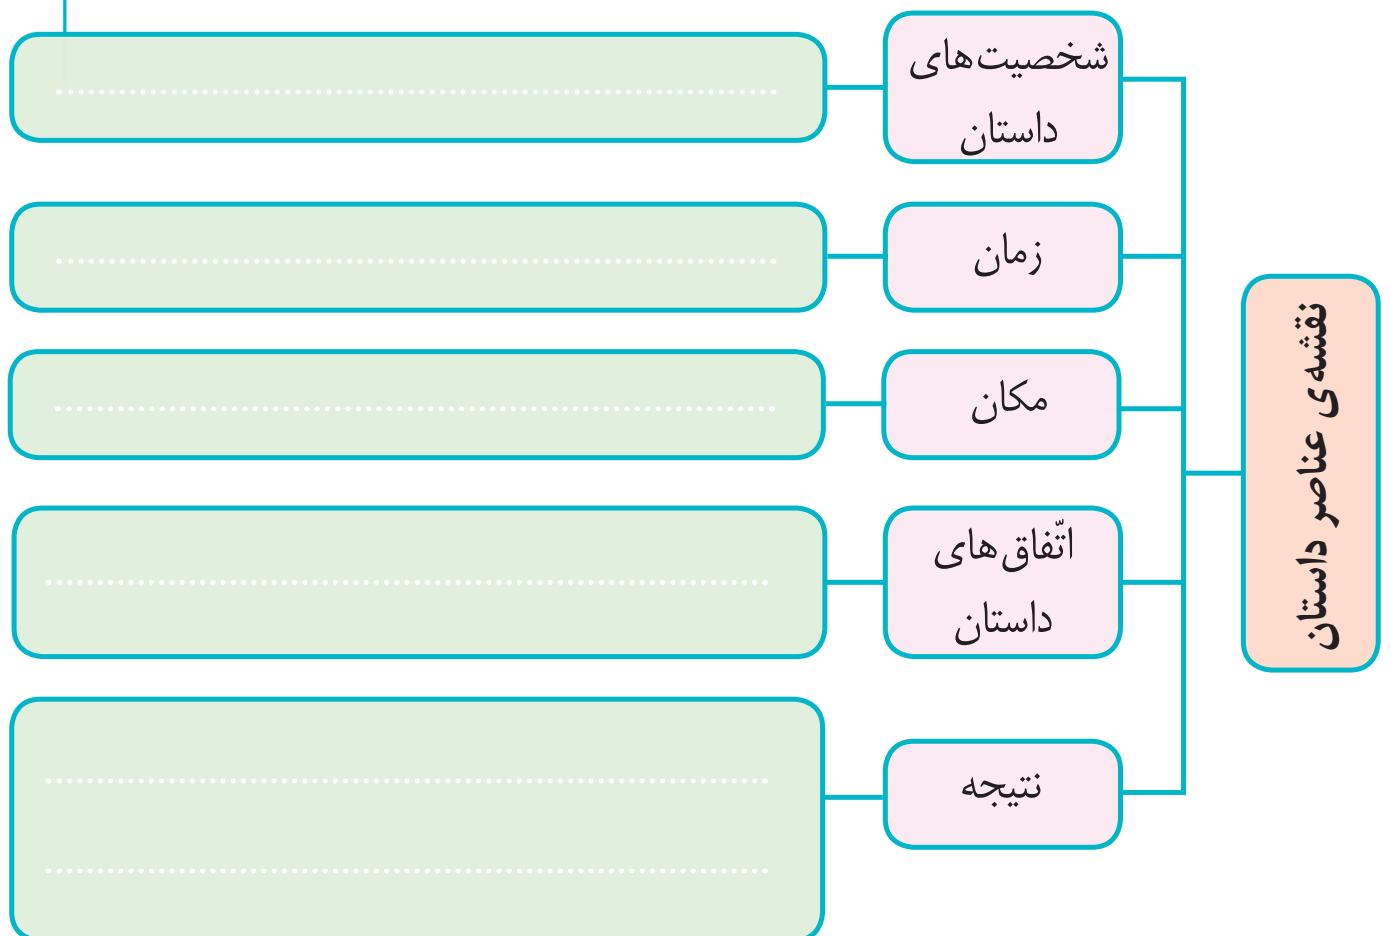 نقشه‌ی عناصر داستان
شخصیت‌های
داستان
زمان
مکان
اتّفاق‌های
داستان
نتیجه